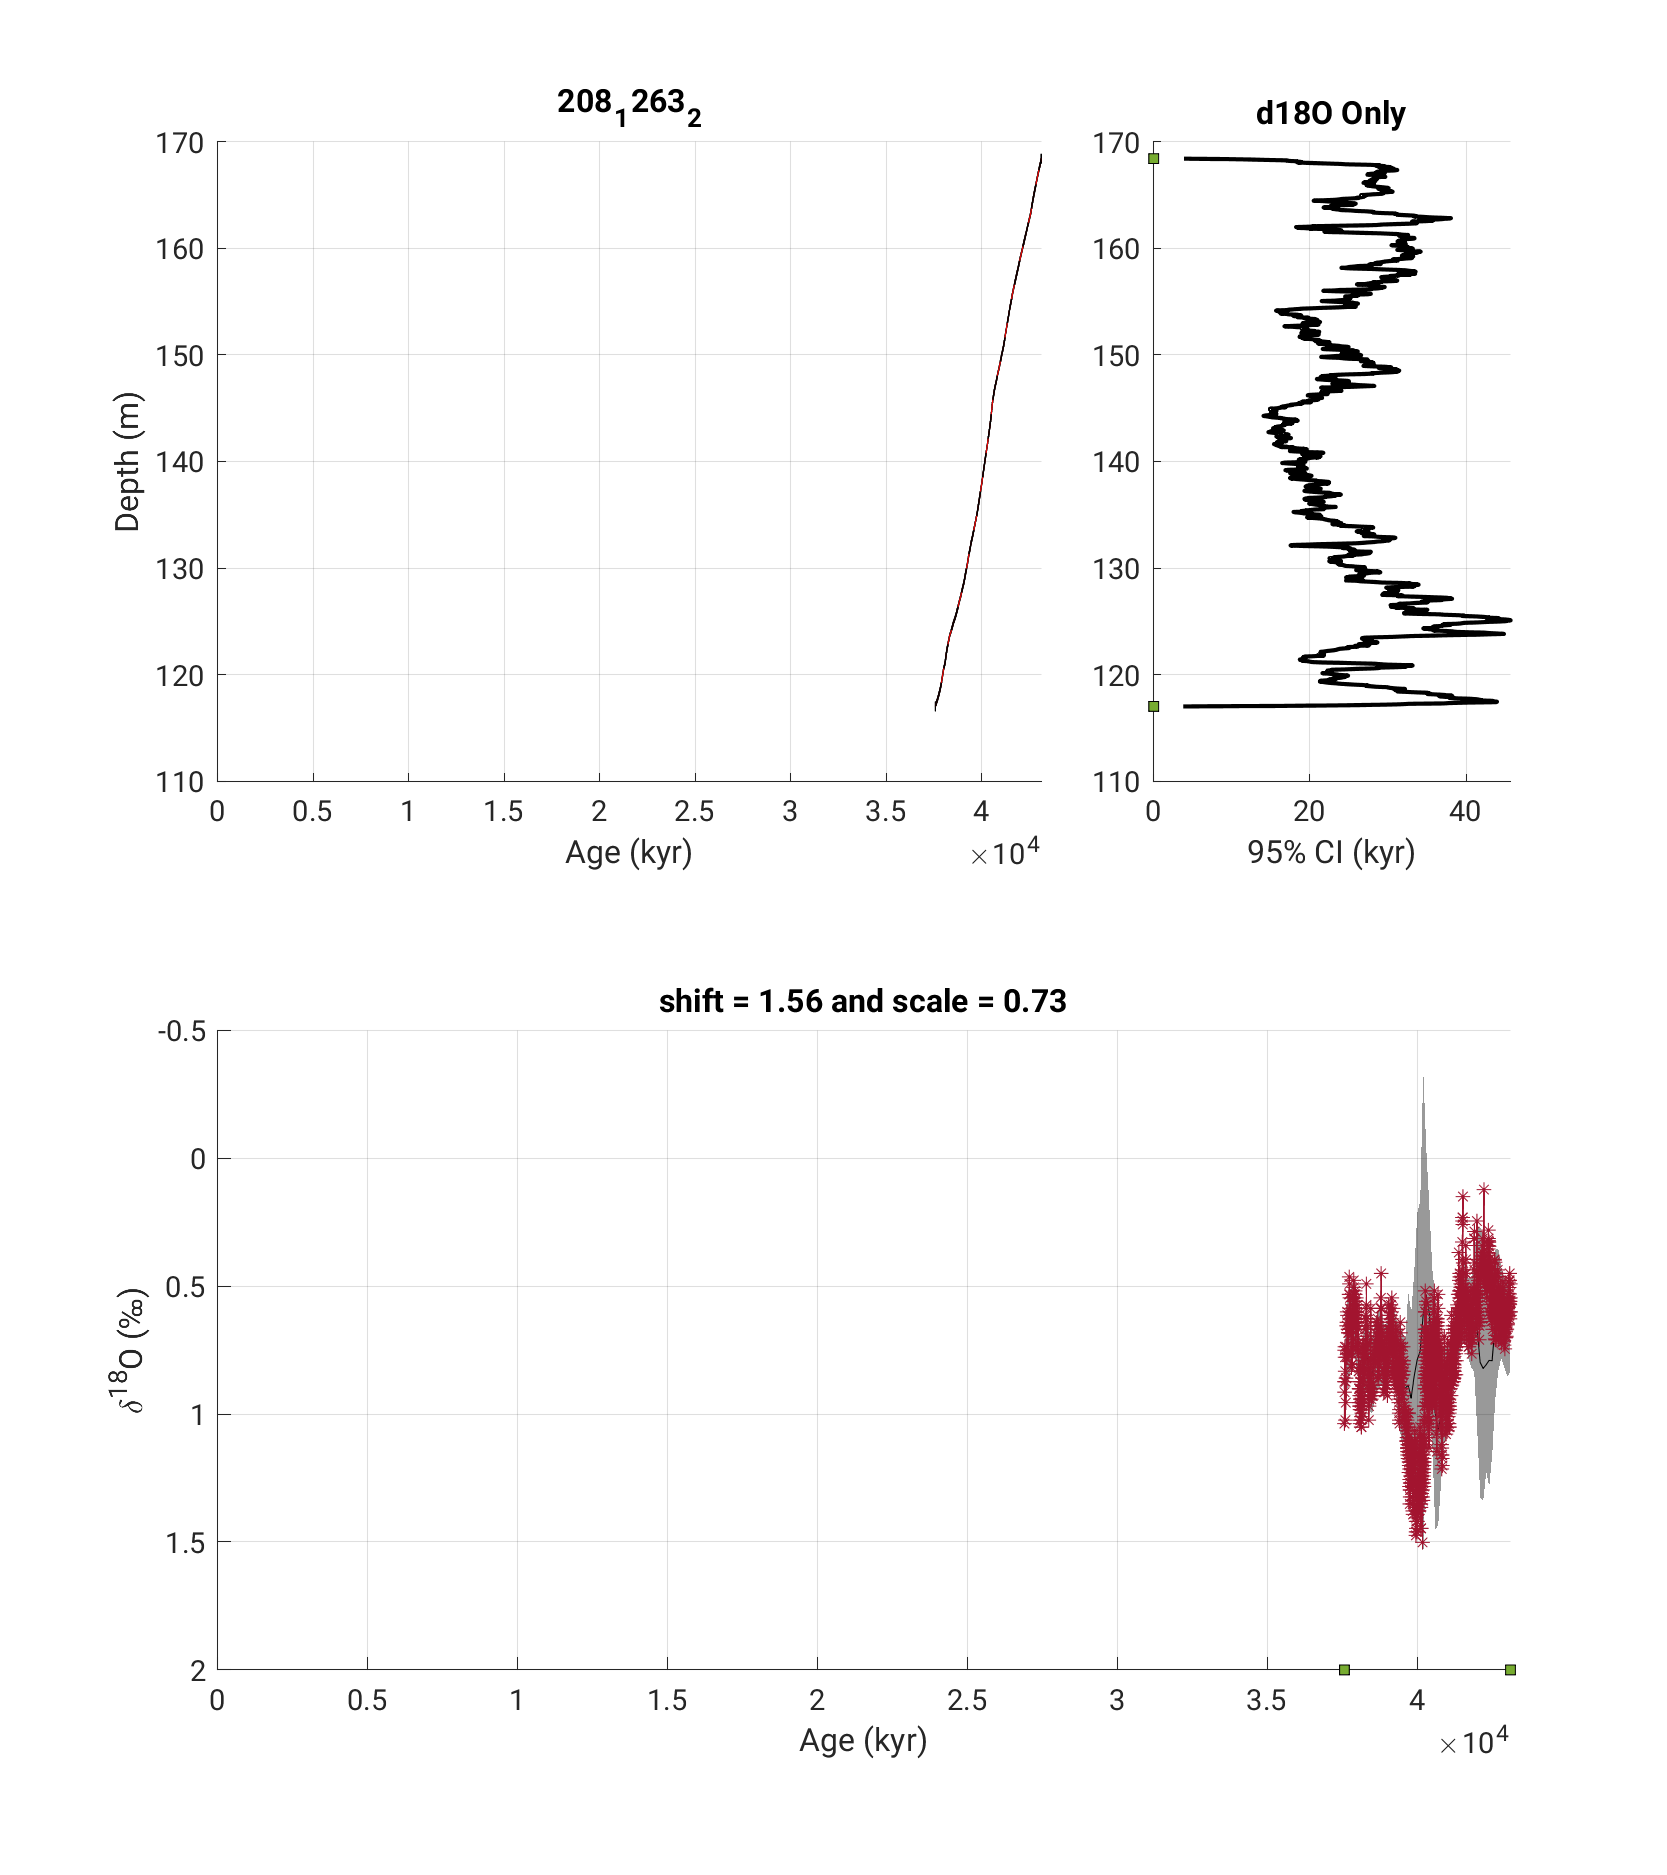 208₁263₂
d18O Only
170
160
150
140
130
120
110
Depth (m)
0 0.5 1 1.5 2 2.5 3 3.5 4
×10⁴
Age (kyr)
170
160
150
140
130
120
110
0 20 40
95% CI (kyr)
shift = 1.56 and scale = 0.73
-0.5
0
0.5
1
1.5
2
δ¹⁸O (‰)
0 0.5 1 1.5 2 2.5 3 3.5 4
×10⁴
Age (kyr)